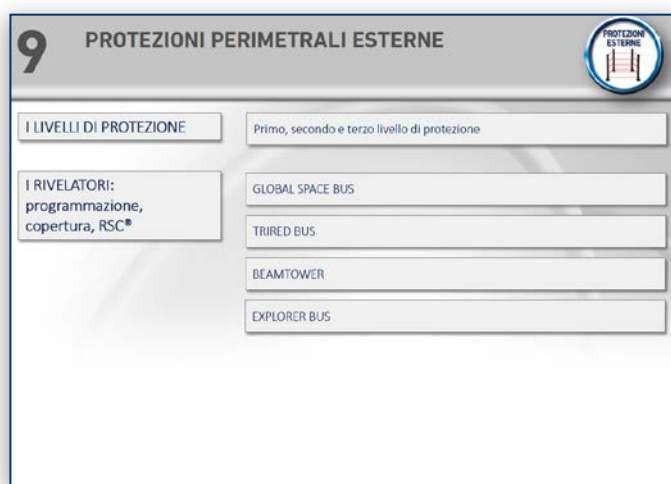 9 PROTEZIONI PERIMETRALI ESTERNE
PROTEZIONI
ESTERNE
I LIVELLI DI PROTEZIONE
Primo, secondo e terzo livello di protezione
I RIVELATORI:
programmazione,
copertura, RSC®
GLOBAL SPACE BUS
TRIRED BUS
BEAMTOWER
EXPLORER BUS